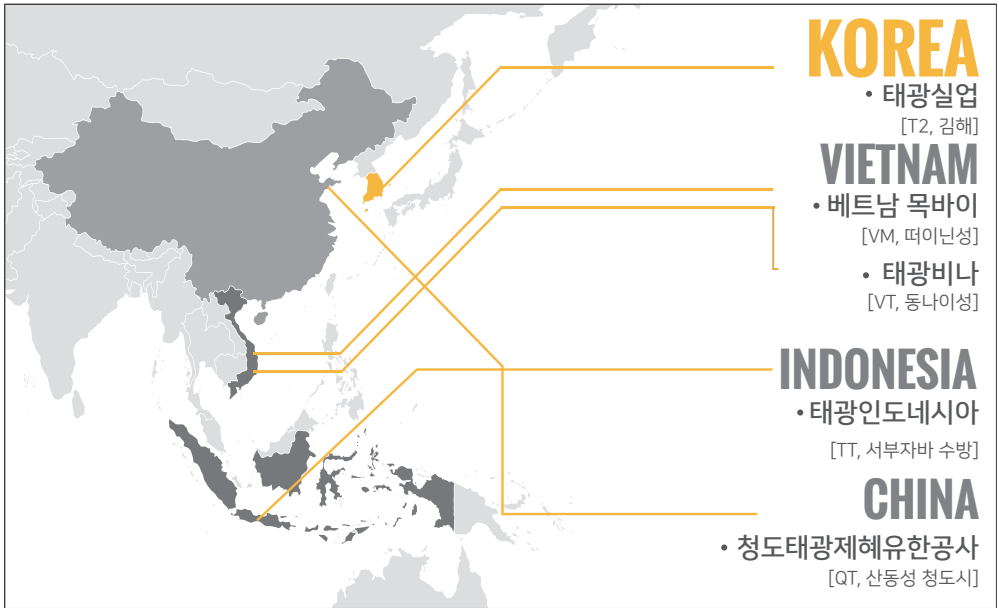 KOREA
• 태광실업
[T2, 김해]
VIETNAM
• 베트남 목바이
[VM, 떠이닌성]
• 태광비나
[VT, 동나이성]
INDONESIA
• 태광인도네시아
[TT, 서부자바 수방]
CHINA
• 청도태광제혜유한공사
[QT, 산동성 청도시]